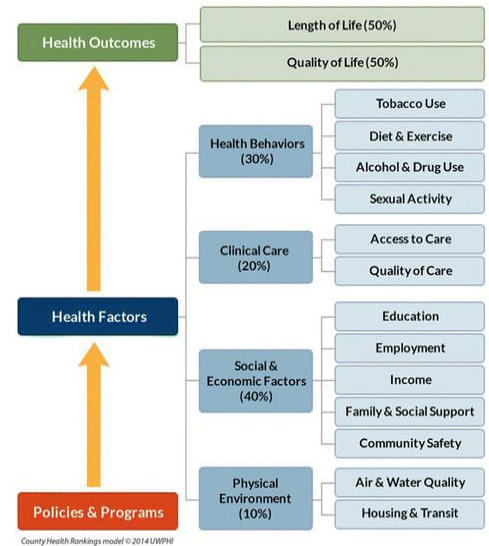 Health Outcomes
Length of Life (50%)
Quality of Life (50%)
Health Factors
Health Behaviors
(30%)
Tobacco Use
Diet & Exercise
Alcohol & Drug Use
Sexual Activity
Clinical Care
(20%)
Access to Care
Quality of Care
Social &
Economic Factors
(40%)
Education
Employment
Income
Family & Social Support
Community Safety
Physical
Environment
(10%)
Air & Water Quality
Housing & Transit
Policies & Programs
County Health Rankings model © 2014 UWPHI